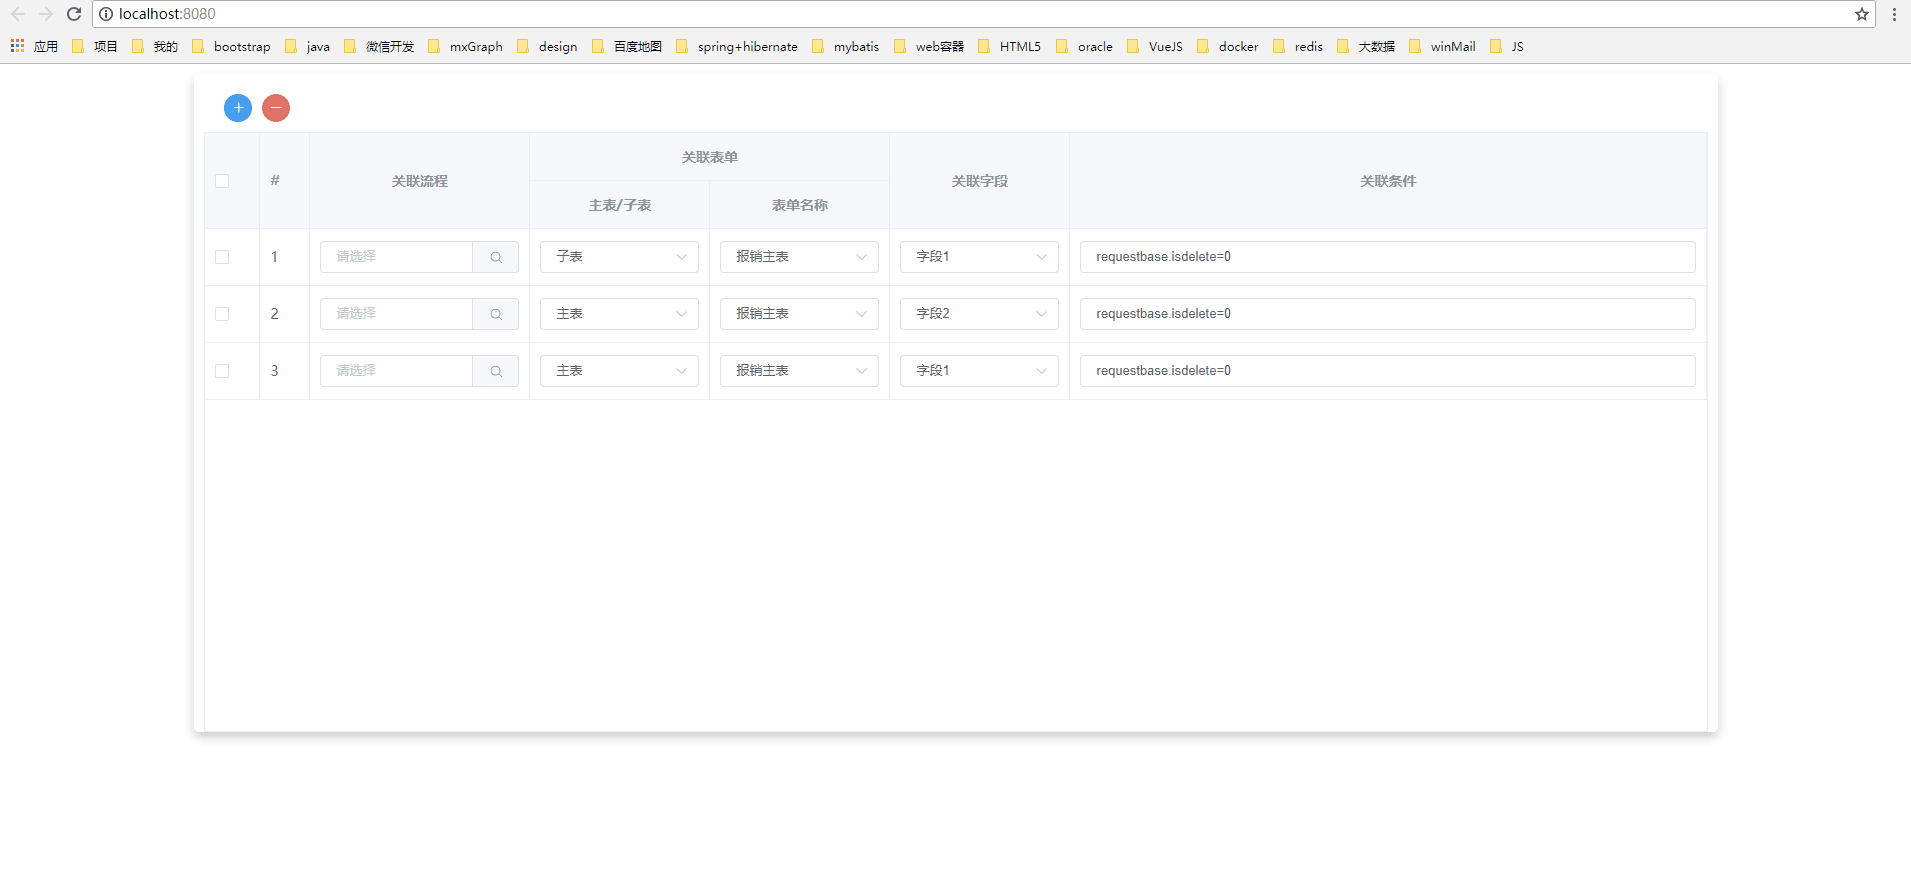 localhost:8080
应用 项目 我的 bootstrap java 微信开发 mxGraph design 百度地图 spring+hibernate mybatis web容器 HTML5 oracle VueJS docker redis 大数据 winMail JS
# 关联流程 关联表单 关联字段 关联条件
主表/子表 表单名称
1 请选择 子表 报销主表 字段1 requestbase.isdelete=0
2 请选择 主表 报销主表 字段2 requestbase.isdelete=0
3 请选择 主表 报销主表 字段1 requestbase.isdelete=0